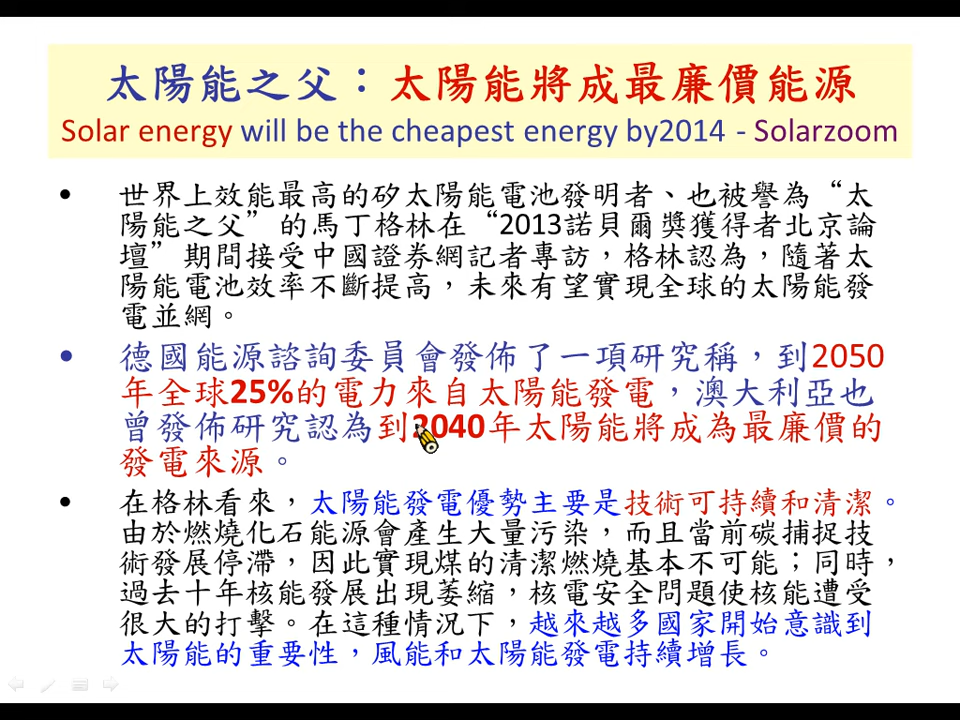 太陽能之父：太陽能將成最廉價能源
Solar energy will be the cheapest energy by2014 - Solarzoom
• 世界上效能最高的矽太陽能電池發明者、也被譽為“太
陽能之父”的馬丁格林在“2013諾貝爾獎獲得者北京論
壇”期間接受中國證券網記者專訪，格林認為，隨著太
陽能電池效率不斷提高，未來有望實現全球的太陽能發
電並網。
• 德國能源諮詢委員會發佈了一項研究稱，到2050
年全球25%的電力來自太陽能發電，澳大利亞也
曾發佈研究認為到2040年太陽能將成為最廉價的
發電來源。
• 在格林看來，太陽能發電優勢主要是技術可持續和清潔。
由於燃燒化石能源會產生大量污染，而且當前碳捕捉技
術發展停滯，因此實現煤的清潔燃燒基本不可能；同時，
過去十年核能發展出現萎縮，核電安全問題使核能遭受
很大的打擊。在這種情況下，越來越多國家開始意識到
太陽能的重要性，風能和太陽能發電持續增長。